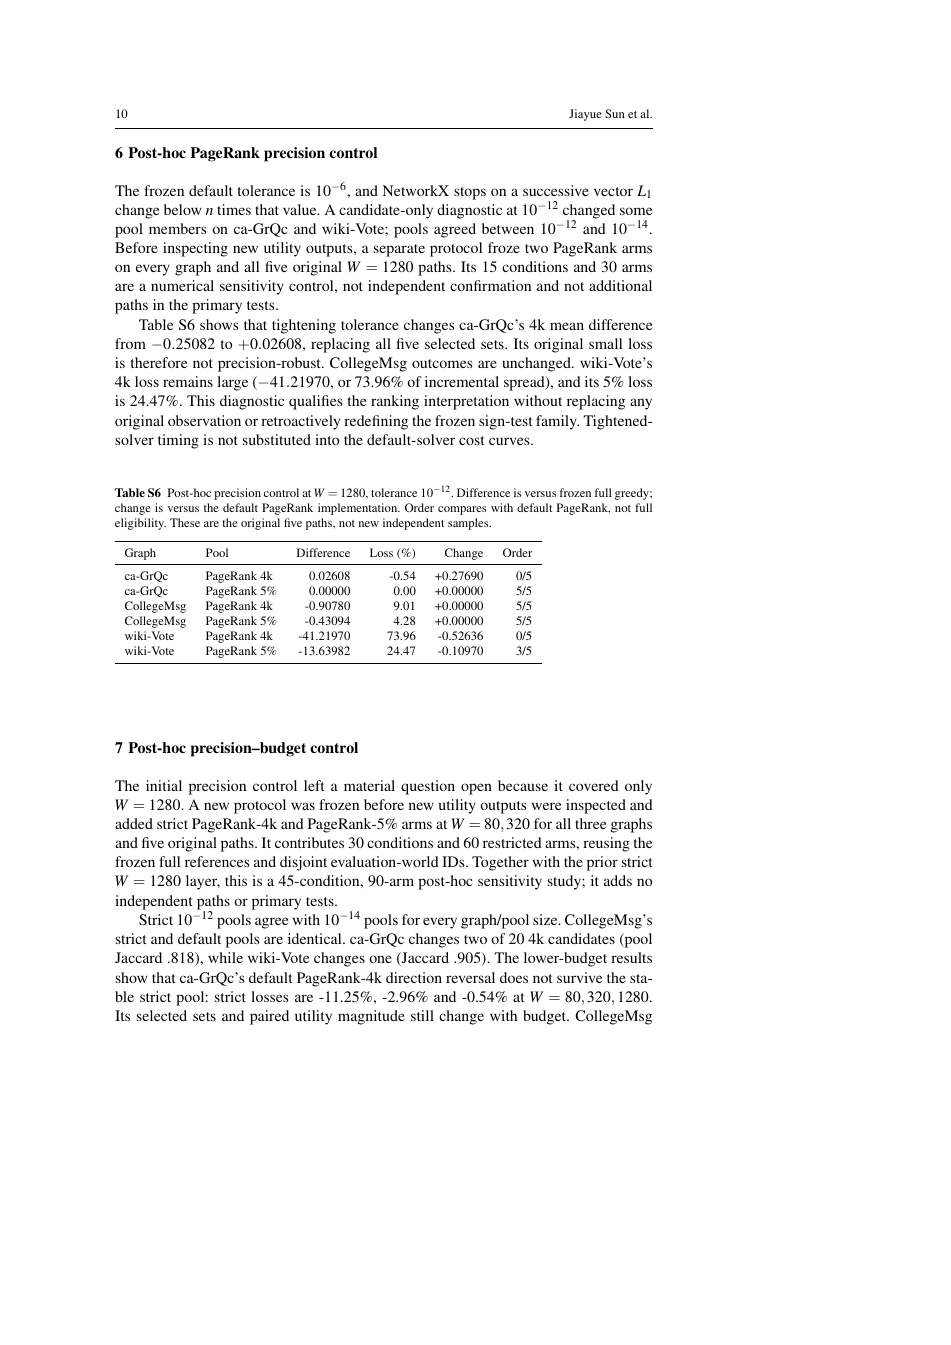 10 Jiayue Sun et al.
6 Post-hoc PageRank precision control
The frozen default tolerance is 10⁻⁶, and NetworkX stops on a successive vector L₁
change below n times that value. A candidate-only diagnostic at 10⁻¹² changed some
pool members on ca-GrQc and wiki-Vote; pools agreed between 10⁻¹² and 10⁻¹⁴.
Before inspecting new utility outputs, a separate protocol froze two PageRank arms
on every graph and all five original W = 1280 paths. Its 15 conditions and 30 arms
are a numerical sensitivity control, not independent confirmation and not additional
paths in the primary tests.
Table S6 shows that tightening tolerance changes ca-GrQc's 4k mean difference
from −0.25082 to +0.02608, replacing all five selected sets. Its original small loss
is therefore not precision-robust. CollegeMsg outcomes are unchanged. wiki-Vote's
4k loss remains large (−41.21970, or 73.96% of incremental spread), and its 5% loss
is 24.47%. This diagnostic qualifies the ranking interpretation without replacing any
original observation or retroactively redefining the frozen sign-test family. Tightened-
solver timing is not substituted into the default-solver cost curves.
Table S6 Post-hoc precision control at W = 1280, tolerance 10⁻¹². Difference is versus frozen full greedy;
change is versus the default PageRank implementation. Order compares with default PageRank, not full
eligibility. These are the original five paths, not new independent samples.
Graph Pool Difference Loss (%) Change Order
ca-GrQc PageRank 4k 0.02608 -0.54 +0.27690 0/5
ca-GrQc PageRank 5% 0.00000 0.00 +0.00000 5/5
CollegeMsg PageRank 4k -0.90780 9.01 +0.00000 5/5
CollegeMsg PageRank 5% -0.43094 4.28 +0.00000 5/5
wiki-Vote PageRank 4k -41.21970 73.96 -0.52636 0/5
wiki-Vote PageRank 5% -13.63982 24.47 -0.10970 3/5
7 Post-hoc precision–budget control
The initial precision control left a material question open because it covered only
W = 1280. A new protocol was frozen before new utility outputs were inspected and
added strict PageRank-4k and PageRank-5% arms at W = 80,320 for all three graphs
and five original paths. It contributes 30 conditions and 60 restricted arms, reusing the
frozen full references and disjoint evaluation-world IDs. Together with the prior strict
W = 1280 layer, this is a 45-condition, 90-arm post-hoc sensitivity study; it adds no
independent paths or primary tests.
Strict 10⁻¹² pools agree with 10⁻¹⁴ pools for every graph/pool size. CollegeMsg's
strict and default pools are identical. ca-GrQc changes two of 20 4k candidates (pool
Jaccard .818), while wiki-Vote changes one (Jaccard .905). The lower-budget results
show that ca-GrQc's default PageRank-4k direction reversal does not survive the sta-
ble strict pool: strict losses are -11.25%, -2.96% and -0.54% at W = 80,320,1280.
Its selected sets and paired utility magnitude still change with budget. CollegeMsg